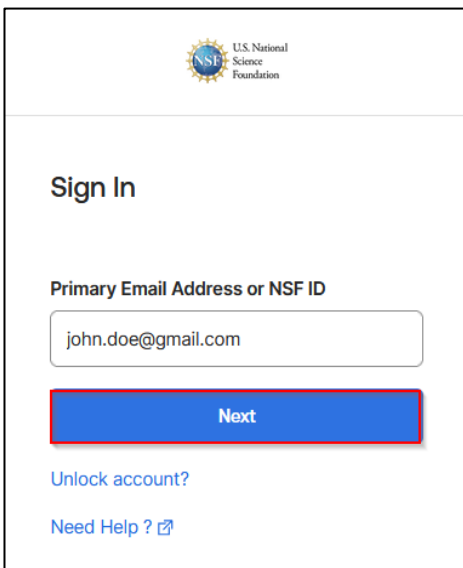 NSF
U.S. National
Science
Foundation
Sign In
Primary Email Address or NSF ID
john.doe@gmail.com
Next
Unlock account?
Need Help ?